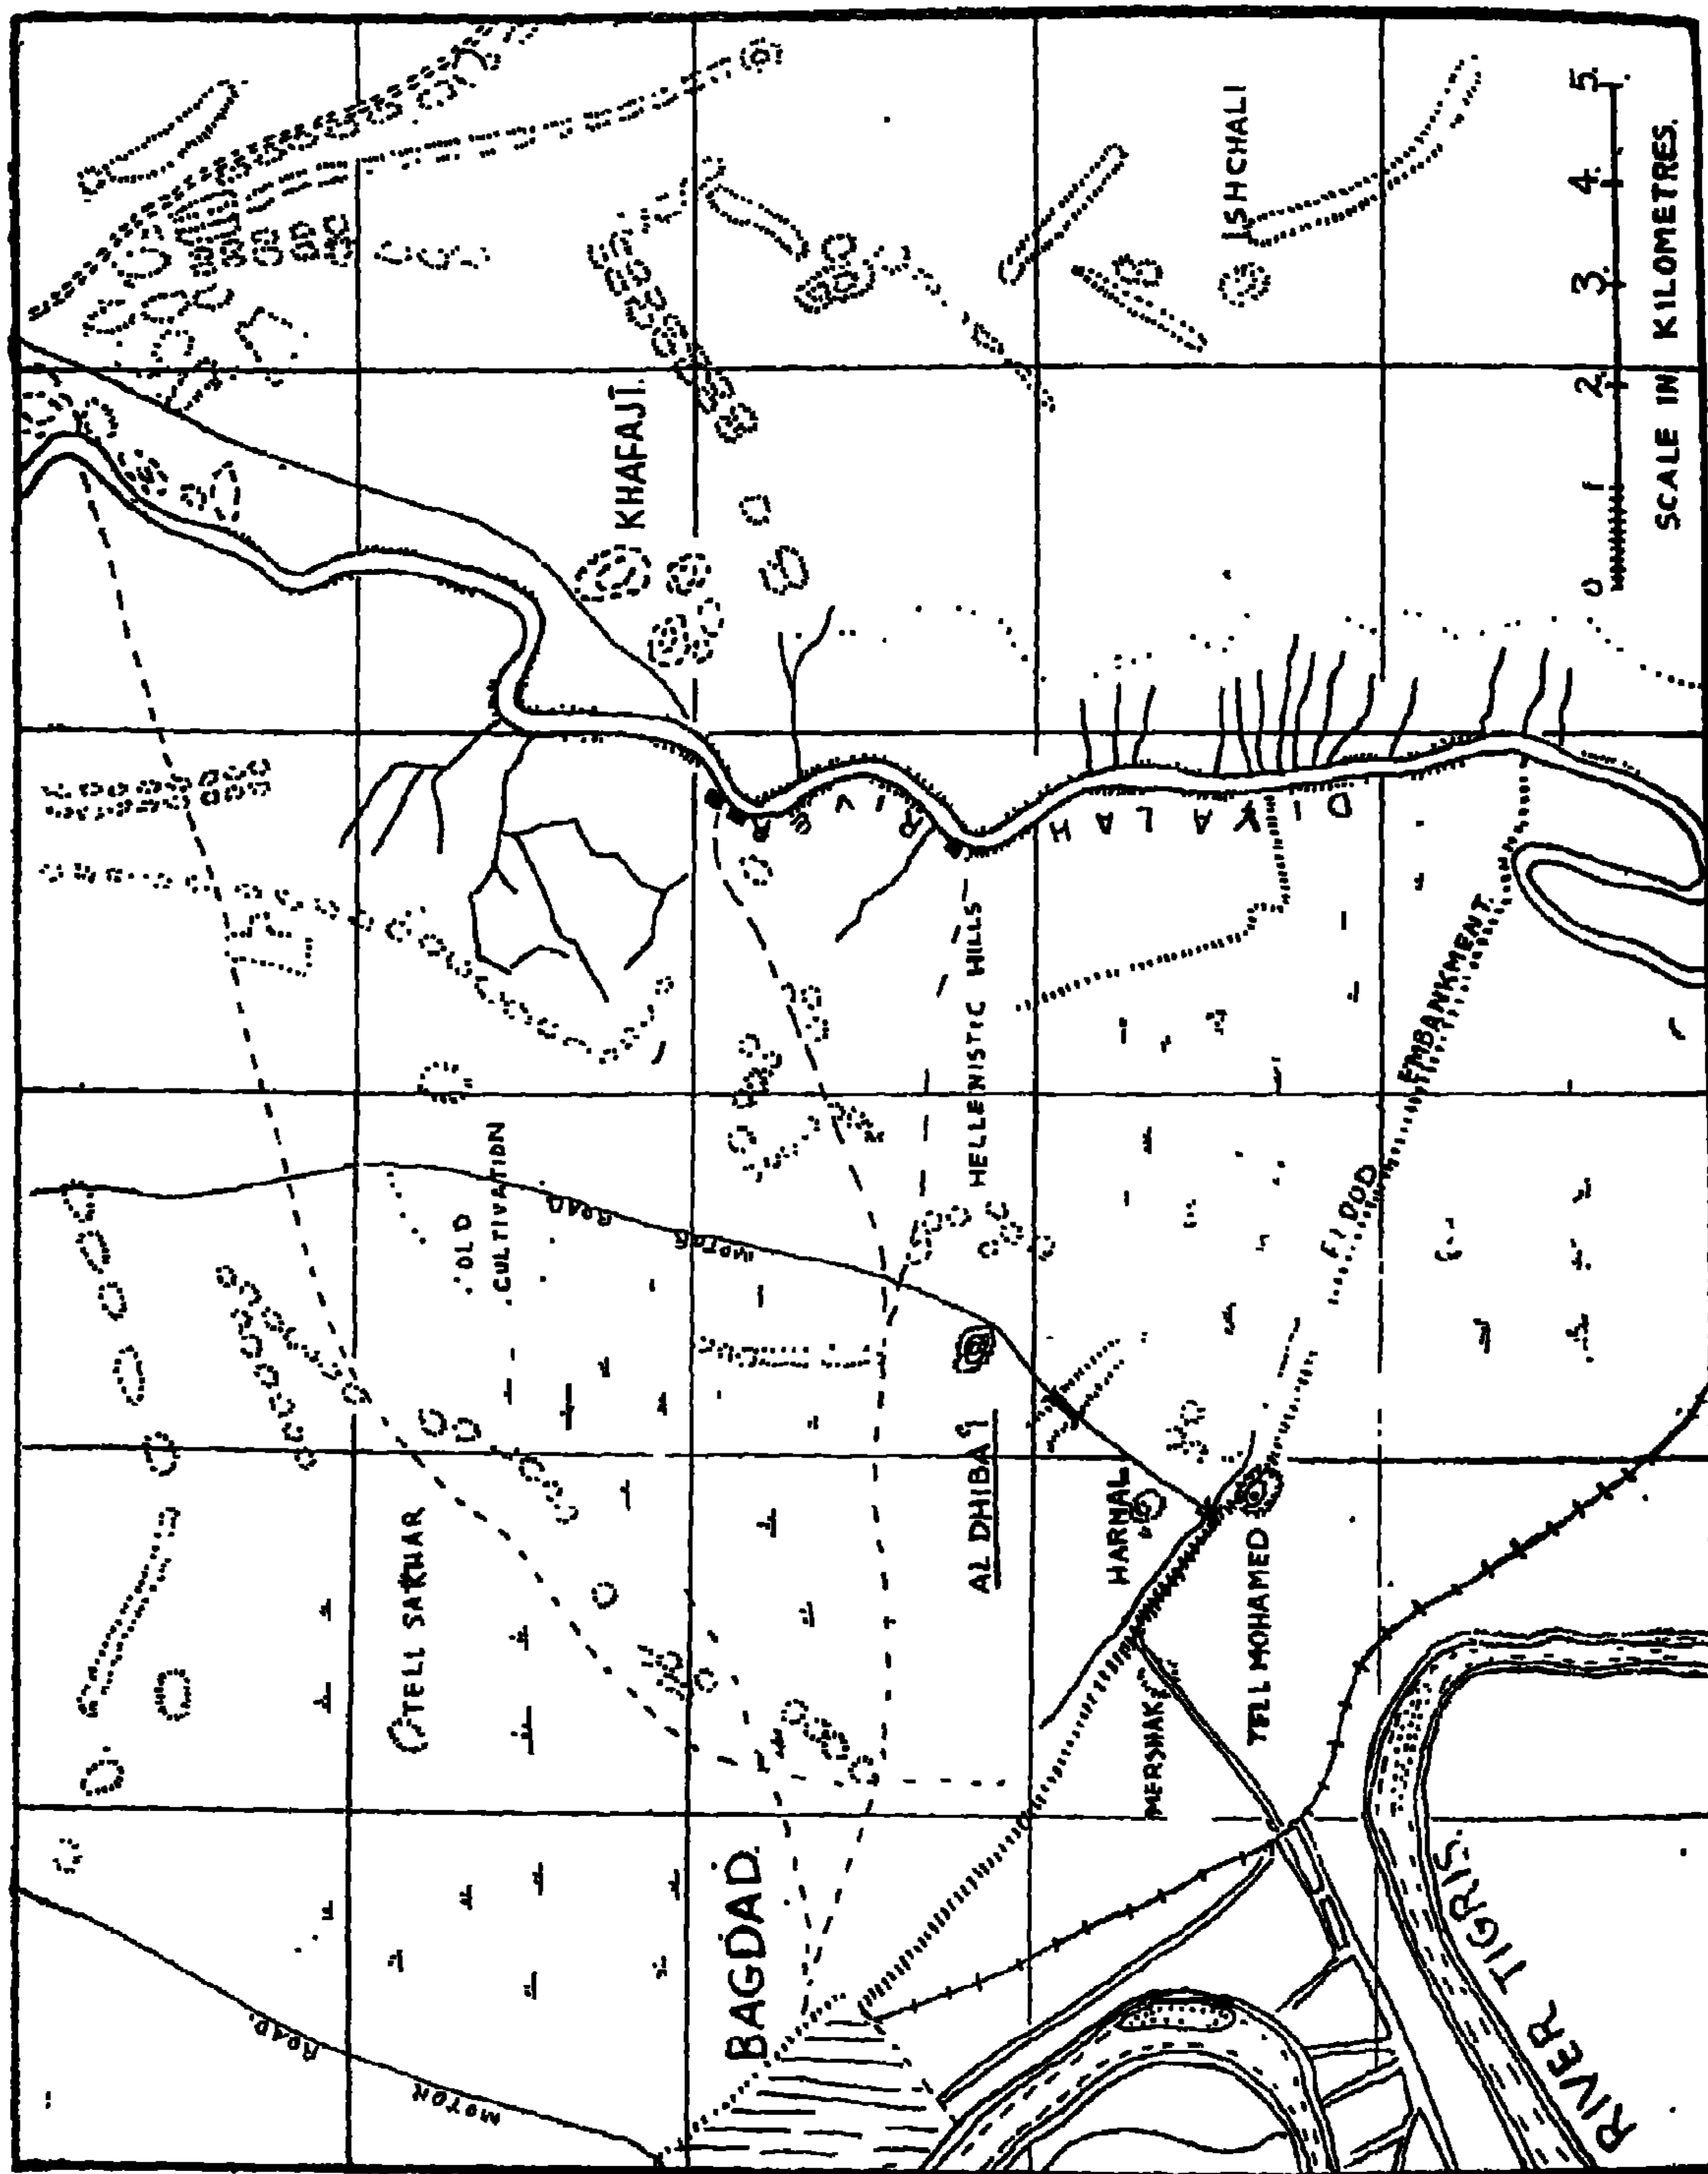 KHAFAJI.
ISHCHALI
OLD
CULTIVATION
MOTOR ROAD
TELL SAKHAR
RIVER DIYALAH
HELLENISTIC HILLS
AL DHIBA'I
HARMAL
TELL MOHAMED
MERSHAK
FLOOD EMBANKMENT
BAGDAD.
MOTOR ROAD.
RIVER TIGRIS.
0 1 2. 3. 4. 5.
SCALE IN KILOMETRES.